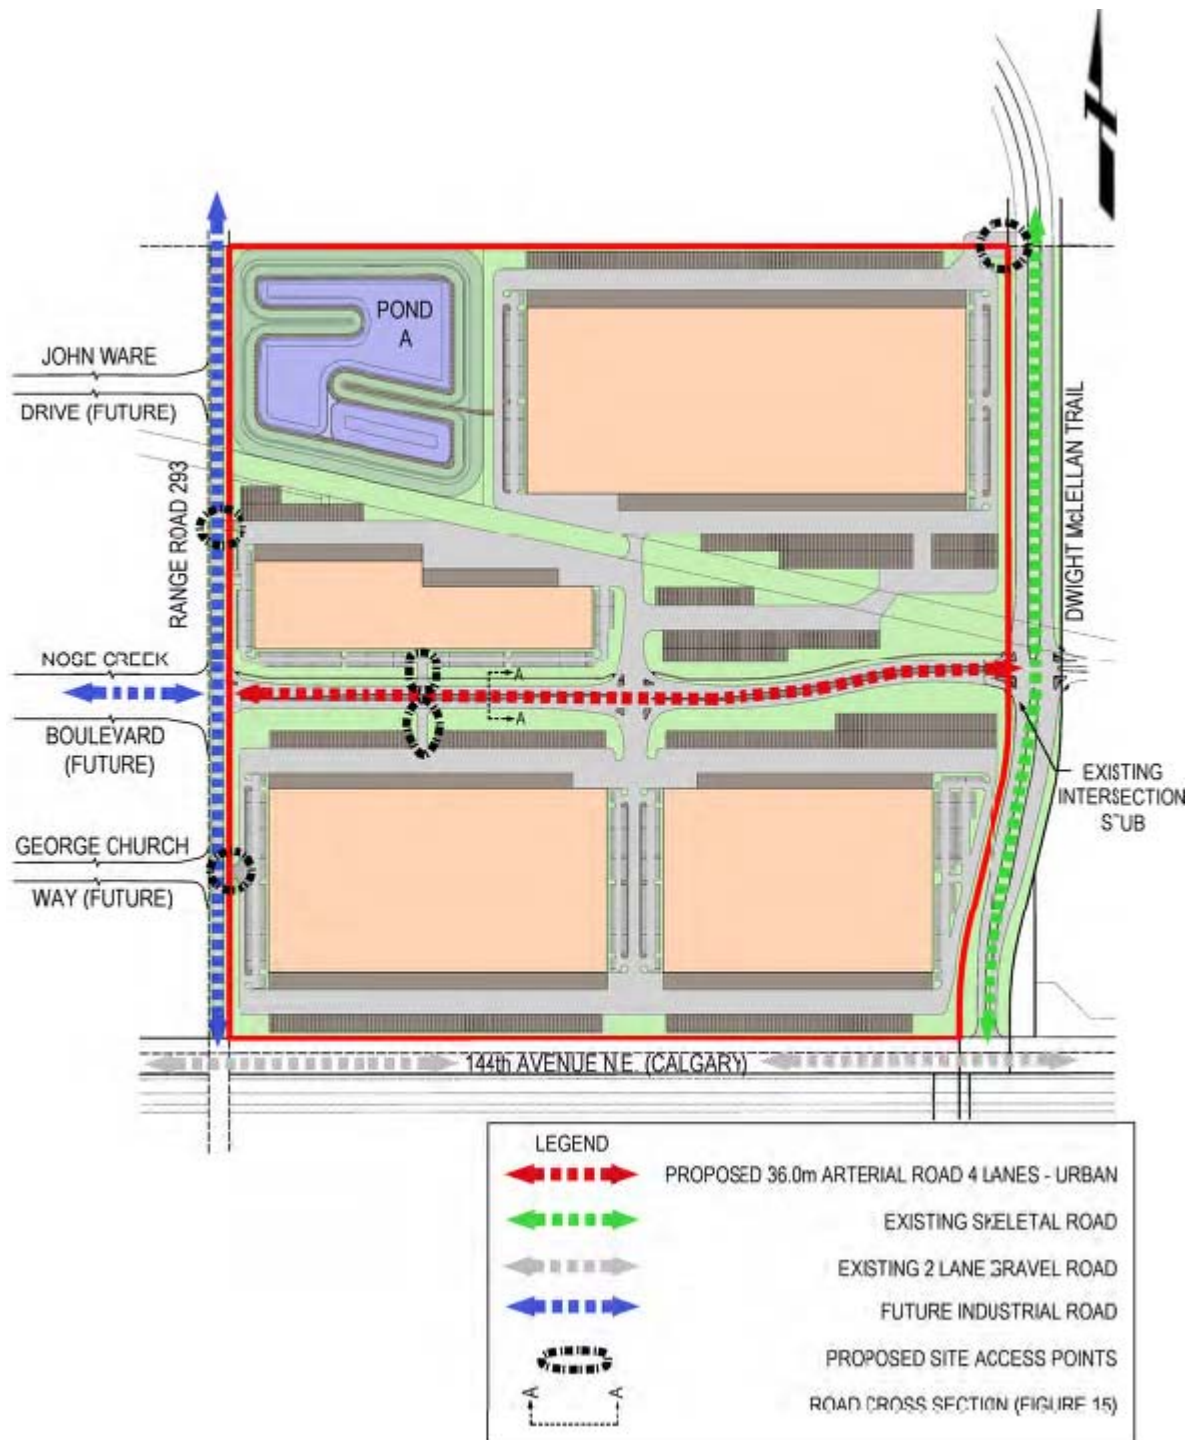 POND
A
JOHN WARE
DRIVE (FUTURE)
RANGE ROAD 293
DWIGHT McLELLAN TRAIL
NOSE CREEK
BOULEVARD
(FUTURE)
A
A
EXISTING
INTERSECTION
STUB
GEORGE CHURCH
WAY (FUTURE)
144th AVENUE N.E. (CALGARY)
LEGEND
PROPOSED 36.0m ARTERIAL ROAD 4 LANES - URBAN
EXISTING SKELETAL ROAD
EXISTING 2 LANE GRAVEL ROAD
FUTURE INDUSTRIAL ROAD
PROPOSED SITE ACCESS POINTS
A A
ROAD CROSS SECTION (FIGURE 15)